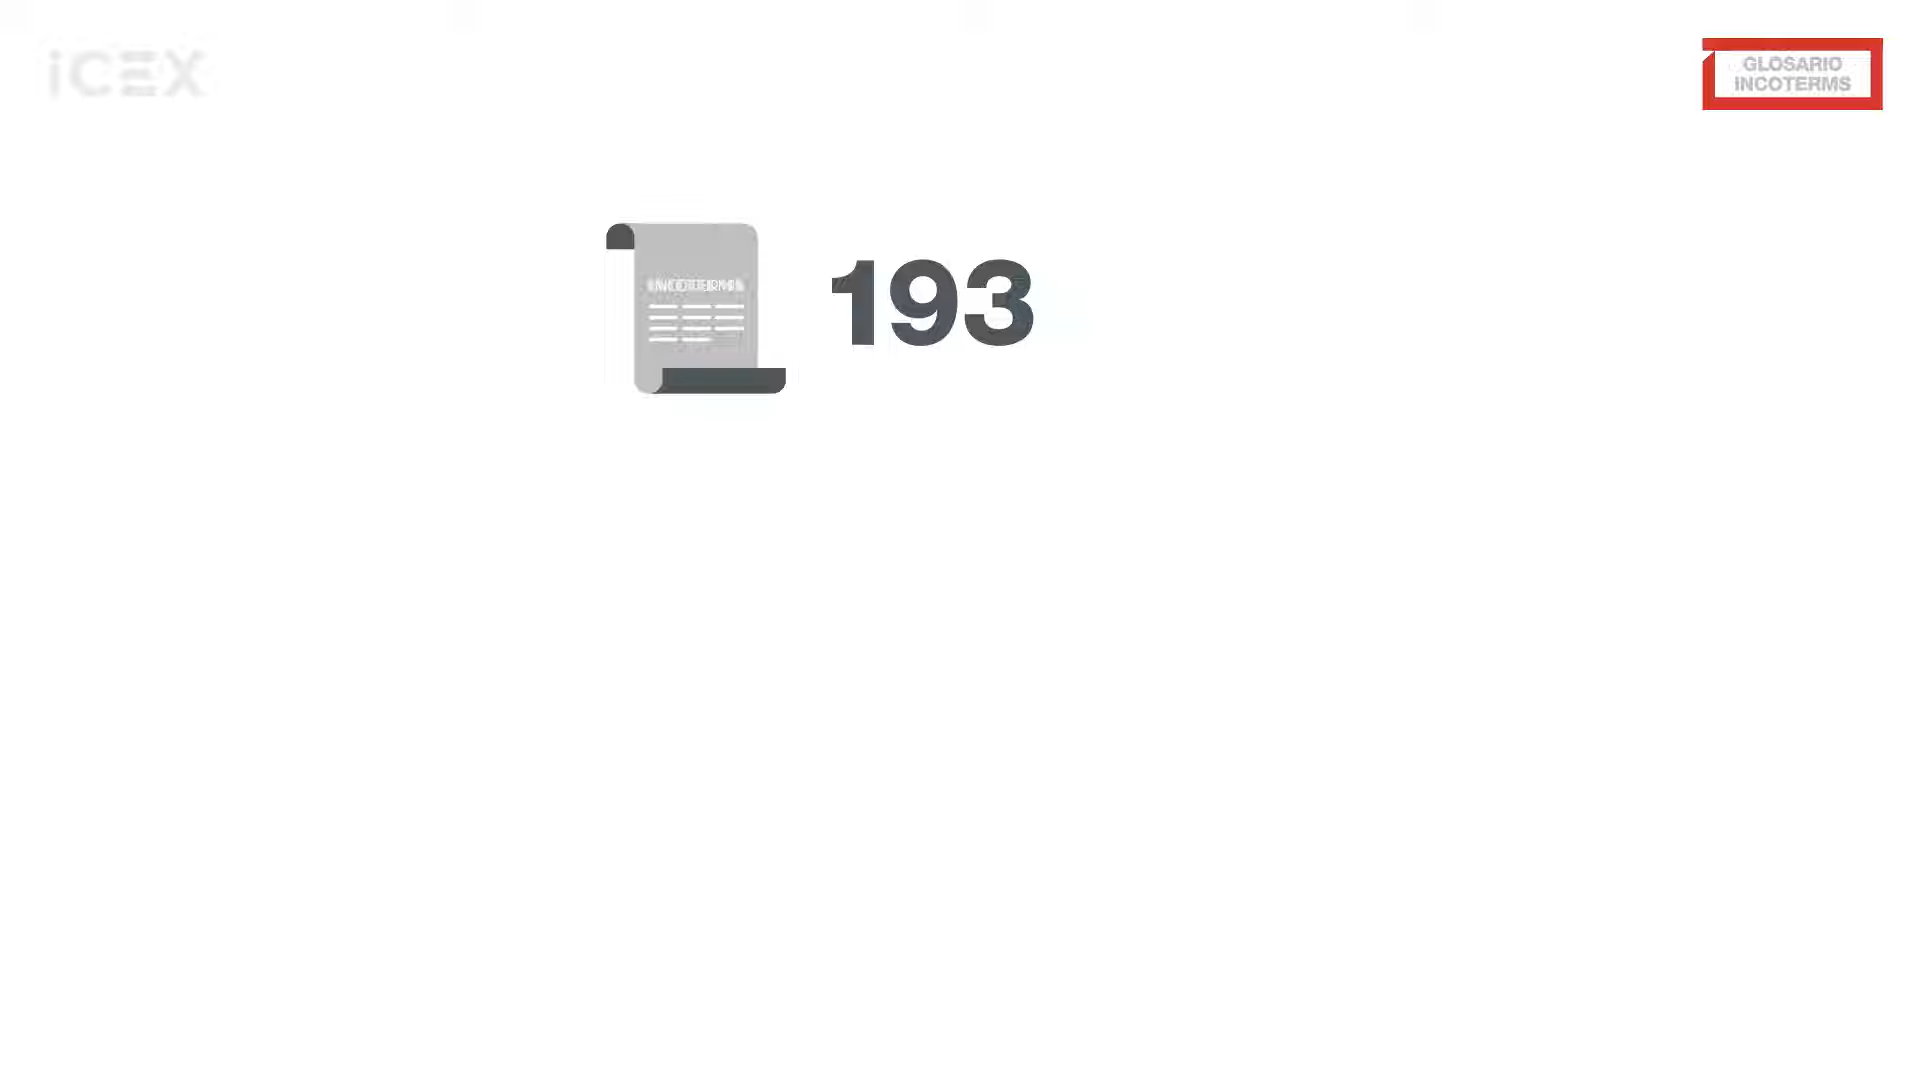 iCEX
GLOSARIO
INCOTERMS
INCOTERMS
193